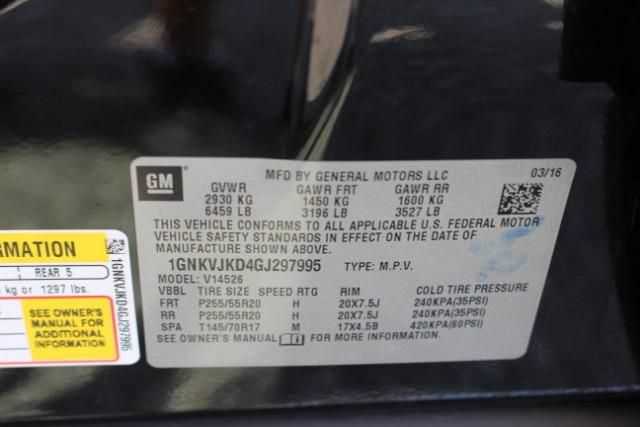 GM
MFD BY GENERAL MOTORS LLC 03/16
GVWR GAWR FRT GAWR RR
2930 KG 1450 KG 1600 KG
6459 LB 3196 LB 3527 LB
THIS VEHICLE CONFORMS TO ALL APPLICABLE U.S. FEDERAL MOTOR
VEHICLE SAFETY STANDARDS IN EFFECT ON THE DATE OF
MANUFACTURE SHOWN ABOVE.
1GNKVJKD4GJ297995 TYPE: M.P.V.
MODEL: V14526
VBBL TIRE SIZE SPEED RTG RIM COLD TIRE PRESSURE
FRT P255/55R20 H 20X7.5J 240KPA(35PSI)
RR P255/55R20 H 20X7.5J 240KPA(35PSI)
SPA T145/70R17 M 17X4.5B 420KPA(60PSI)
SEE OWNER'S MANUAL FOR MORE INFORMATION.
RMATION
REAR 5
kg or 1297 lbs.
SEE OWNER'S
MANUAL FOR
ADDITIONAL
INFORMATION
1GNKVJKD4GJ297995